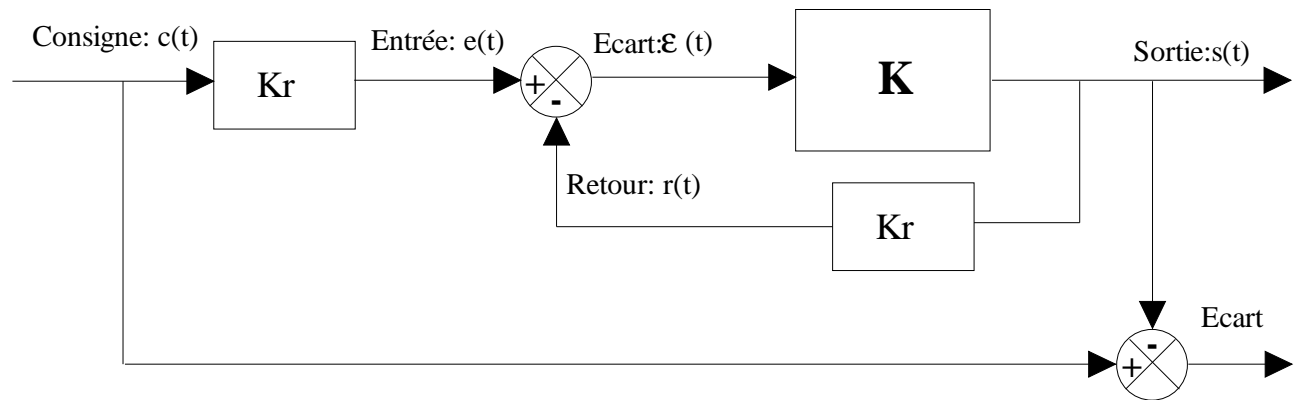 Consigne: c(t)
Kr
Entrée: e(t)
+
-
Ecart:ε (t)
K
Sortie:s(t)
Retour: r(t)
Kr
Ecart
-
+